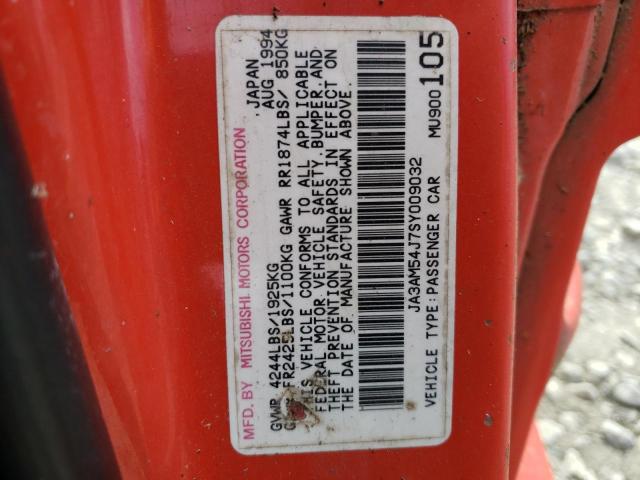 MFD. BY MITSUBISHI MOTORS CORPORATION JAPAN
AUG 1994
GVWR 4244LBS/1925KG
FR2425LBS/1100KG GAWR RR1874LBS/ 850KG
THIS VEHICLE CONFORMS TO ALL APPLICABLE
FEDERAL MOTOR VEHICLE SAFETY, BUMPER, AND
THEFT PREVENTION STANDARDS IN EFFECT ON
THE DATE OF MANUFACTURE SHOWN ABOVE.
JA3AM54J7SY009032
VEHICLE TYPE:PASSENGER CAR MU900 105